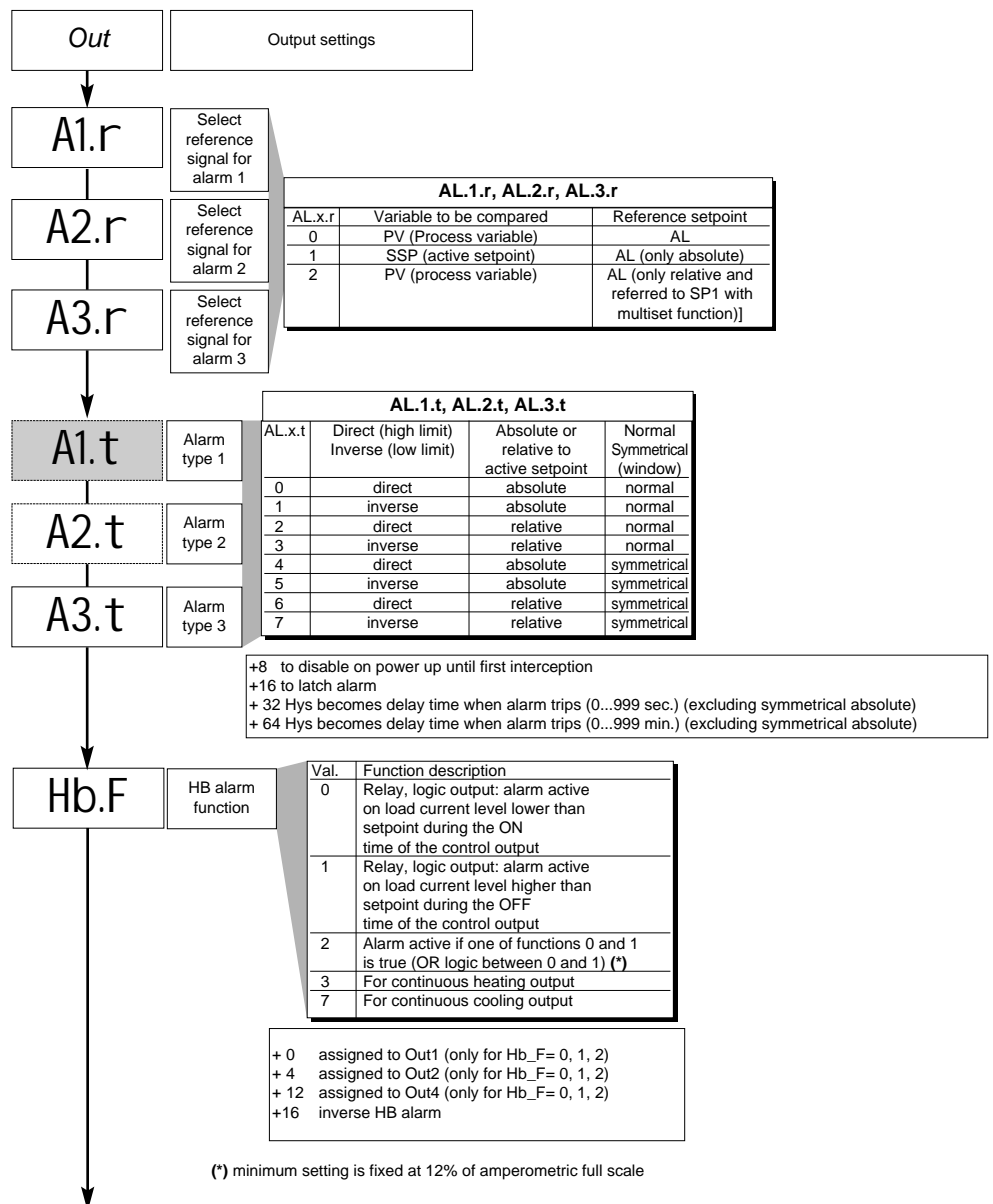 Out
Output settings
A1.r
Select
reference
signal for
alarm 1
A2.r
Select
reference
signal for
alarm 2
A3.r
Select
reference
signal for
alarm 3
AL.1.r, AL.2.r, AL.3.r
AL.x.r Variable to be compared Reference setpoint
0 PV (Process variable) AL
1 SSP (active setpoint) AL (only absolute)
2 PV (process variable) AL (only relative and
referred to SP1 with
multiset function)]
A1.t
Alarm
type 1
A2.t
Alarm
type 2
A3.t
Alarm
type 3
AL.1.t, AL.2.t, AL.3.t
AL.x.t Direct (high limit) Absolute or Normal
Inverse (low limit) relative to Symmetrical
active setpoint (window)
0 direct absolute normal
1 inverse absolute normal
2 direct relative normal
3 inverse relative normal
4 direct absolute symmetrical
5 inverse absolute symmetrical
6 direct relative symmetrical
7 inverse relative symmetrical
+8 to disable on power up until first interception
+16 to latch alarm
+ 32 Hys becomes delay time when alarm trips (0...999 sec.) (excluding symmetrical absolute)
+ 64 Hys becomes delay time when alarm trips (0...999 min.) (excluding symmetrical absolute)
Hb.F
HB alarm
function
Val. Function description
0 Relay, logic output: alarm active
on load current level lower than
setpoint during the ON
time of the control output
1 Relay, logic output: alarm active
on load current level higher than
setpoint during the OFF
time of the control output
2 Alarm active if one of functions 0 and 1
is true (OR logic between 0 and 1) (*)
3 For continuous heating output
7 For continuous cooling output
+ 0 assigned to Out1 (only for Hb_F= 0, 1, 2)
+ 4 assigned to Out2 (only for Hb_F= 0, 1, 2)
+ 12 assigned to Out4 (only for Hb_F= 0, 1, 2)
+16 inverse HB alarm
(*) minimum setting is fixed at 12% of amperometric full scale